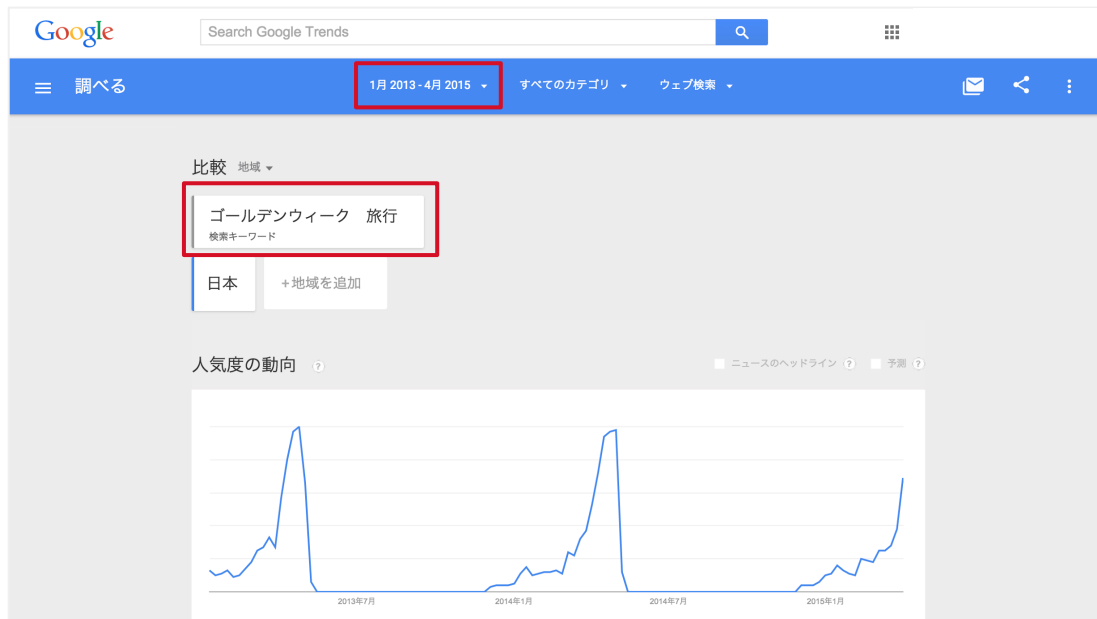 Google
Search Google Trends
調べる
1月 2013 - 4月 2015
すべてのカテゴリ
ウェブ検索
比較 地域
ゴールデンウィーク　旅行
検索キーワード
日本
+地域を追加
人気度の動向 ?
ニュースのヘッドライン ?
予測 ?
2013年7月
2014年1月
2014年7月
2015年1月